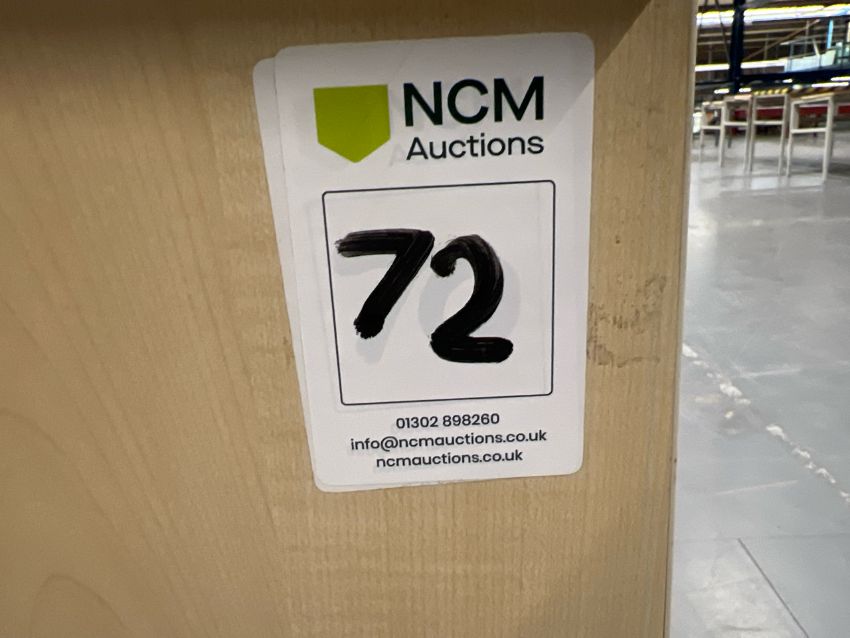 NCM
Auctions
72
01302 898260
info@ncmauctions.co.uk
ncmauctions.co.uk